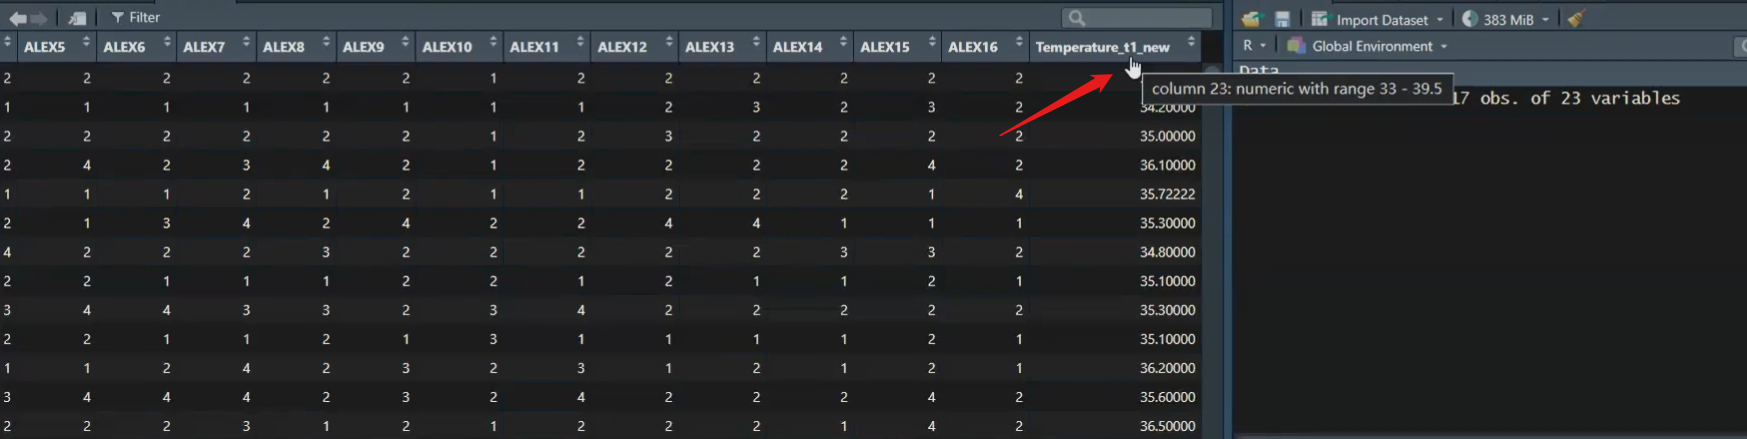 Filter
Import Dataset 383 MiB
R Global Environment
ALEX5 ALEX6 ALEX7 ALEX8 ALEX9 ALEX10 ALEX11 ALEX12 ALEX13 ALEX14 ALEX15 ALEX16 Temperature_t1_new
Data
column 23: numeric with range 33 - 39.5
17 obs. of 23 variables
2 2 2 2 2 2 1 2 2 2 2 2 2
1 1 1 1 1 1 1 1 2 3 2 3 2 34.20000
2 2 2 2 2 2 1 2 3 2 2 2 2 35.00000
2 4 2 3 4 2 1 2 2 2 2 4 2 36.10000
1 1 1 2 1 2 1 1 2 2 2 1 4 35.72222
2 1 3 4 2 4 2 2 4 4 1 1 1 35.30000
4 2 2 2 3 2 2 2 2 2 3 3 2 34.80000
2 2 1 1 1 2 2 1 2 1 1 2 1 35.10000
3 4 4 3 3 2 3 4 2 2 2 2 2 35.30000
2 2 1 1 2 1 3 1 1 1 1 2 1 35.10000
1 1 2 4 2 3 2 3 1 2 1 2 1 36.20000
3 4 4 4 2 3 2 4 2 2 2 4 2 35.60000
2 2 2 3 1 2 1 2 2 2 1 4 2 36.50000